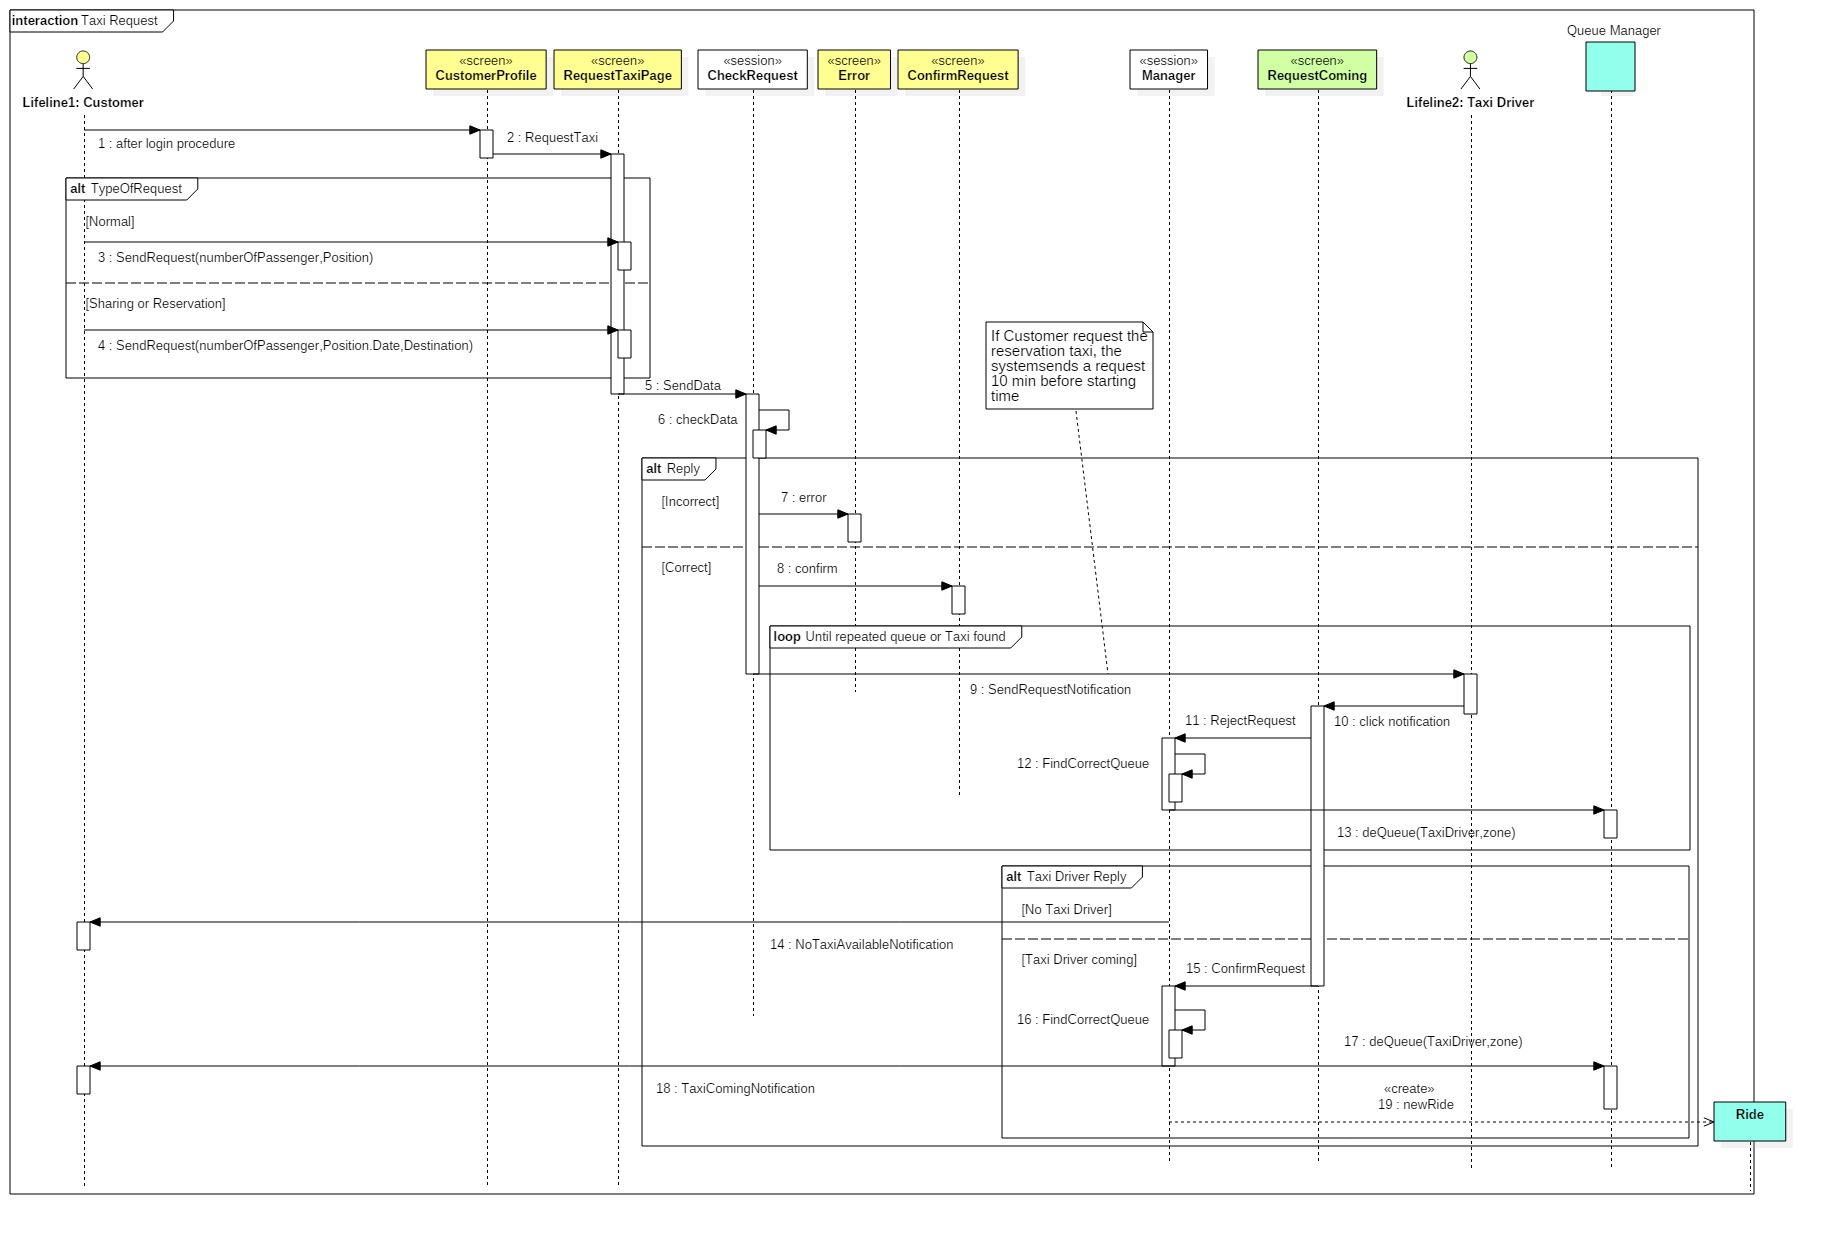 interaction Taxi Request
Queue Manager
«screen»
CustomerProfile
«screen»
RequestTaxiPage
«session»
CheckRequest
«screen»
Error
«screen»
ConfirmRequest
«session»
Manager
«screen»
RequestComing
Lifeline1: Customer
Lifeline2: Taxi Driver
1 : after login procedure
2 : RequestTaxi
alt TypeOfRequest
[Normal]
3 : SendRequest(numberOfPassenger,Position)
[Sharing or Reservation]
4 : SendRequest(numberOfPassenger,Position.Date,Destination)
If Customer request the
reservation taxi, the
systemsends a request
10 min before starting
time
5 : SendData
6 : checkData
alt Reply
[Incorrect]
7 : error
[Correct]
8 : confirm
loop Until repeated queue or Taxi found
9 : SendRequestNotification
10 : click notification
11 : RejectRequest
12 : FindCorrectQueue
13 : deQueue(TaxiDriver,zone)
alt Taxi Driver Reply
[No Taxi Driver]
14 : NoTaxiAvailableNotification
[Taxi Driver coming]
15 : ConfirmRequest
16 : FindCorrectQueue
17 : deQueue(TaxiDriver,zone)
18 : TaxiComingNotification
«create»
19 : newRide
Ride